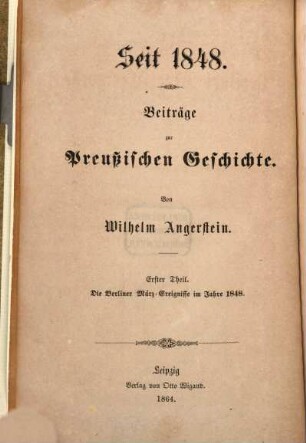 Seit 1848.
Beiträge
zur
Preußischen Geschichte.
Von
Wilhelm Angerstein.
Erster Theil.
Die Berliner März-Ereignisse im Jahre 1848.
Leipzig
Verlag von Otto Wigand.
1864.